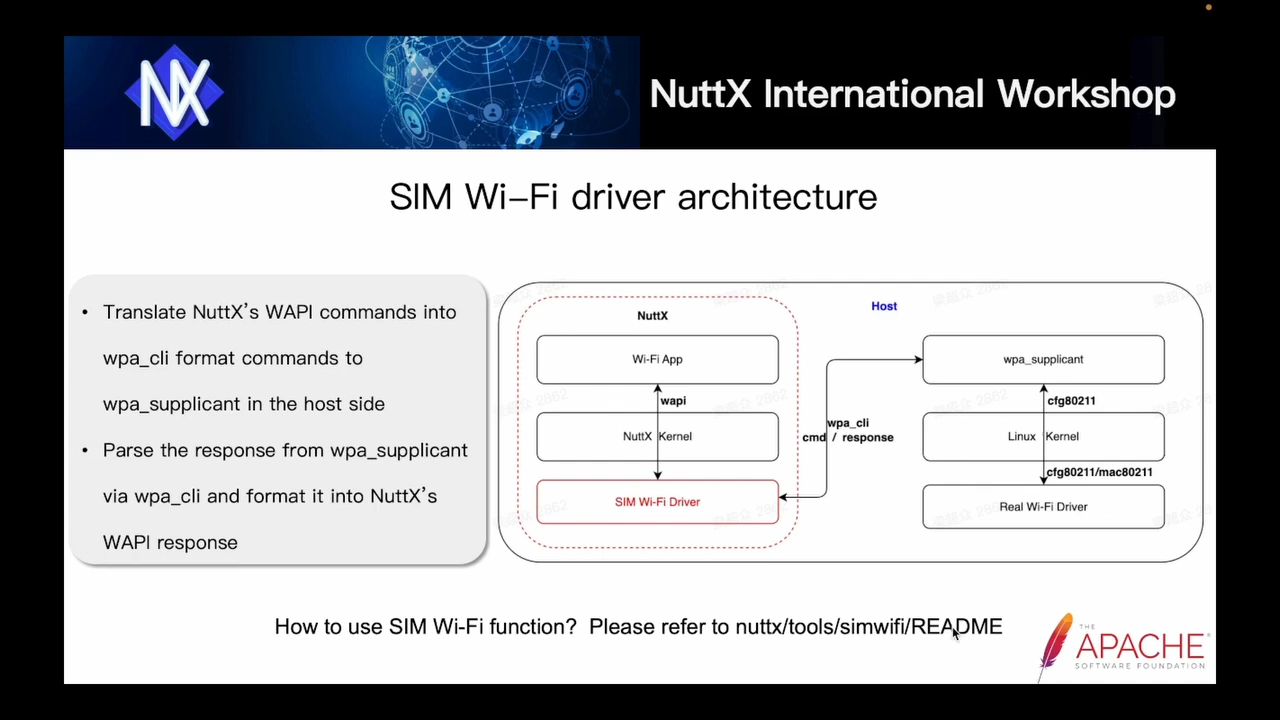 NX
NuttX International Workshop
SIM Wi-Fi driver architecture
• Translate NuttX's WAPI commands into
wpa_cli format commands to
wpa_supplicant in the host side
• Parse the response from wpa_supplicant
via wpa_cli and format it into NuttX's
WAPI response
Host
NuttX
Wi-Fi App
wapi
NuttX Kernel
SIM Wi-Fi Driver
wpa_cli
cmd / response
wpa_supplicant
cfg80211
Linux Kernel
cfg80211/mac80211
Real Wi-Fi Driver
How to use SIM Wi-Fi function? Please refer to nuttx/tools/simwifi/README
THE
APACHE
SOFTWARE FOUNDATION